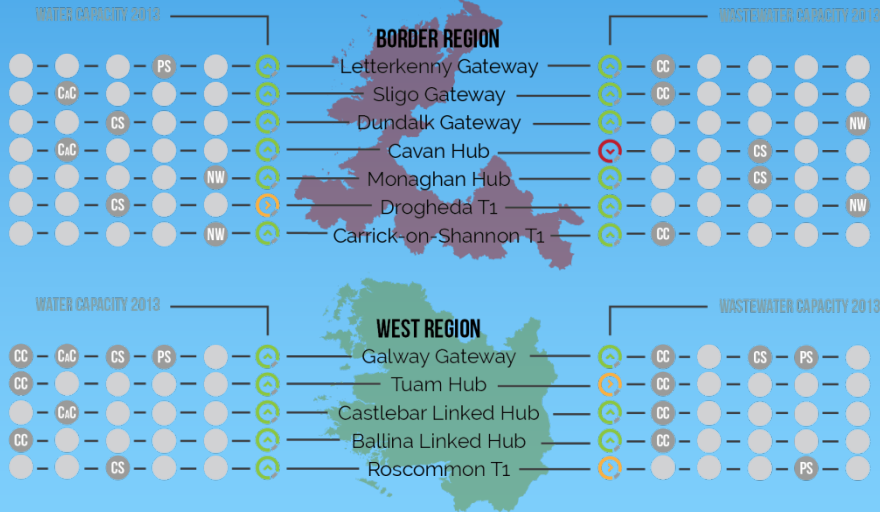 WATER CAPACITY 2013
WASTEWATER CAPACITY 2013
BORDER REGION
PS Letterkenny Gateway CC
CAC Sligo Gateway CC
CS Dundalk Gateway NW
CAC Cavan Hub CS
NW Monaghan Hub CS
CS Drogheda T1 NW
NW Carrick-on-Shannon T1 CC
WATER CAPACITY 2013
WASTEWATER CAPACITY 2013
WEST REGION
CC CAC CS PS Galway Gateway CC CS PS
CC Tuam Hub CC
CAC Castlebar Linked Hub CC
CC Ballina Linked Hub CC
CS Roscommon T1 PS